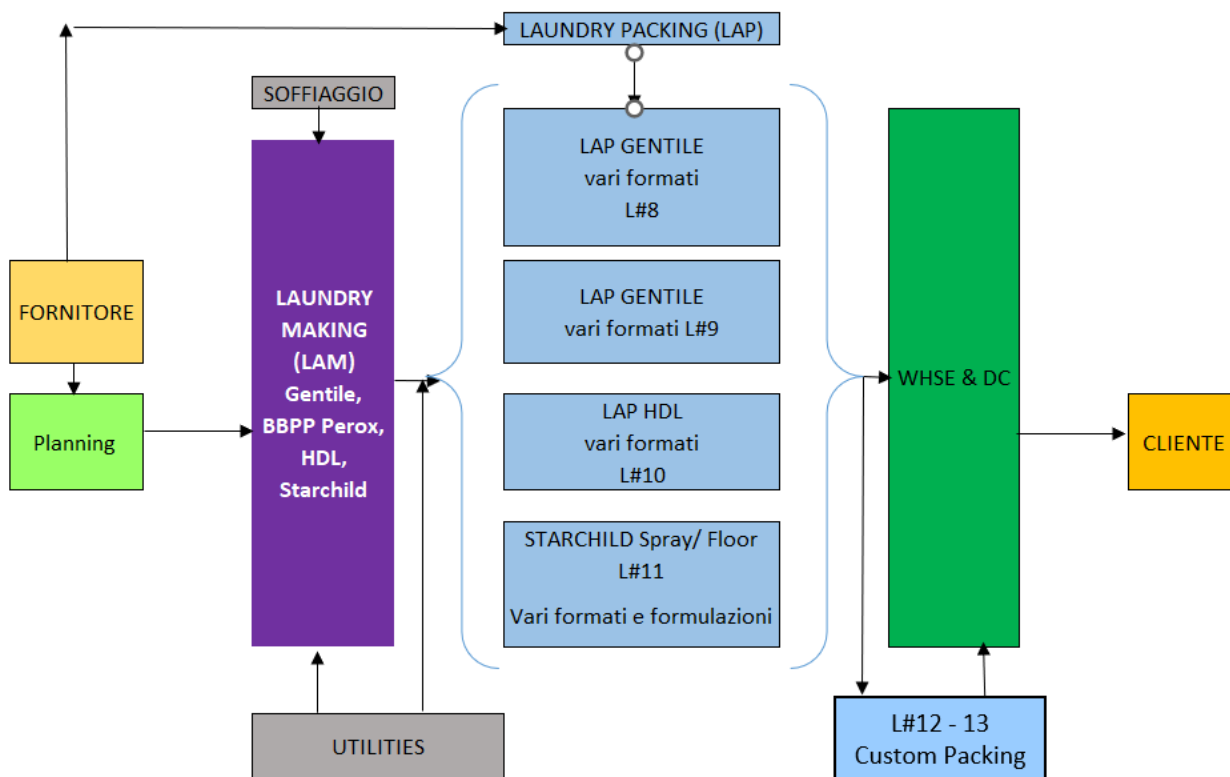 LAUNDRY PACKING (LAP)
SOFFIAGGIO
LAP GENTILE
vari formati
L#8
FORNITORE
LAUNDRY
MAKING
(LAM)
Gentile,
BBPP Perox,
HDL,
Starchild
LAP GENTILE
vari formati L#9
WHSE & DC
Planning
LAP HDL
vari formati
L#10
CLIENTE
STARCHILD Spray/ Floor
L#11
Vari formati e formulazioni
UTILITIES
L#12 - 13
Custom Packing